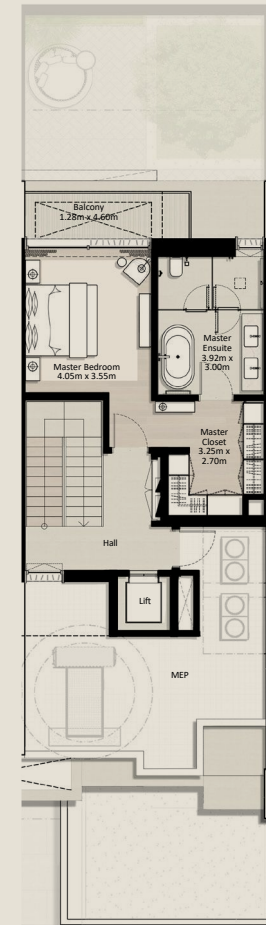 Balcony
1.28m x 4.60m
Master Bedroom
4.05m x 3.55m
Master
Ensuite
3.92m x
3.00m
Master
Closet
3.25m x
2.70m
Hall
Lift
MEP